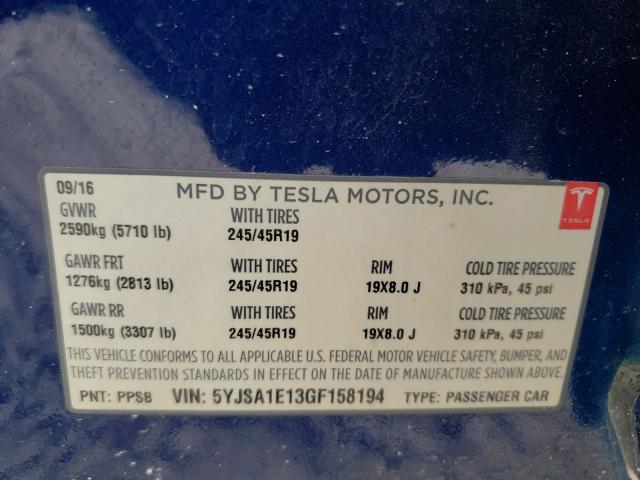 09/16 MFD BY TESLA MOTORS, INC.
TESLA
GVWR WITH TIRES
2590kg (5710 lb) 245/45R19
GAWR FRT WITH TIRES RIM COLD TIRE PRESSURE
1276kg (2813 lb) 245/45R19 19X8.0 J 310 kPa, 45 psi
GAWR RR WITH TIRES RIM COLD TIRE PRESSURE
1500kg (3307 lb) 245/45R19 19X8.0 J 310 kPa, 45 psi
THIS VEHICLE CONFORMS TO ALL APPLICABLE U.S. FEDERAL MOTOR VEHICLE SAFETY, BUMPER, AND
THEFT PREVENTION STANDARDS IN EFFECT ON THE DATE OF MANUFACTURE SHOWN ABOVE.
PNT: PPSB VIN: 5YJSA1E13GF158194 TYPE: PASSENGER CAR